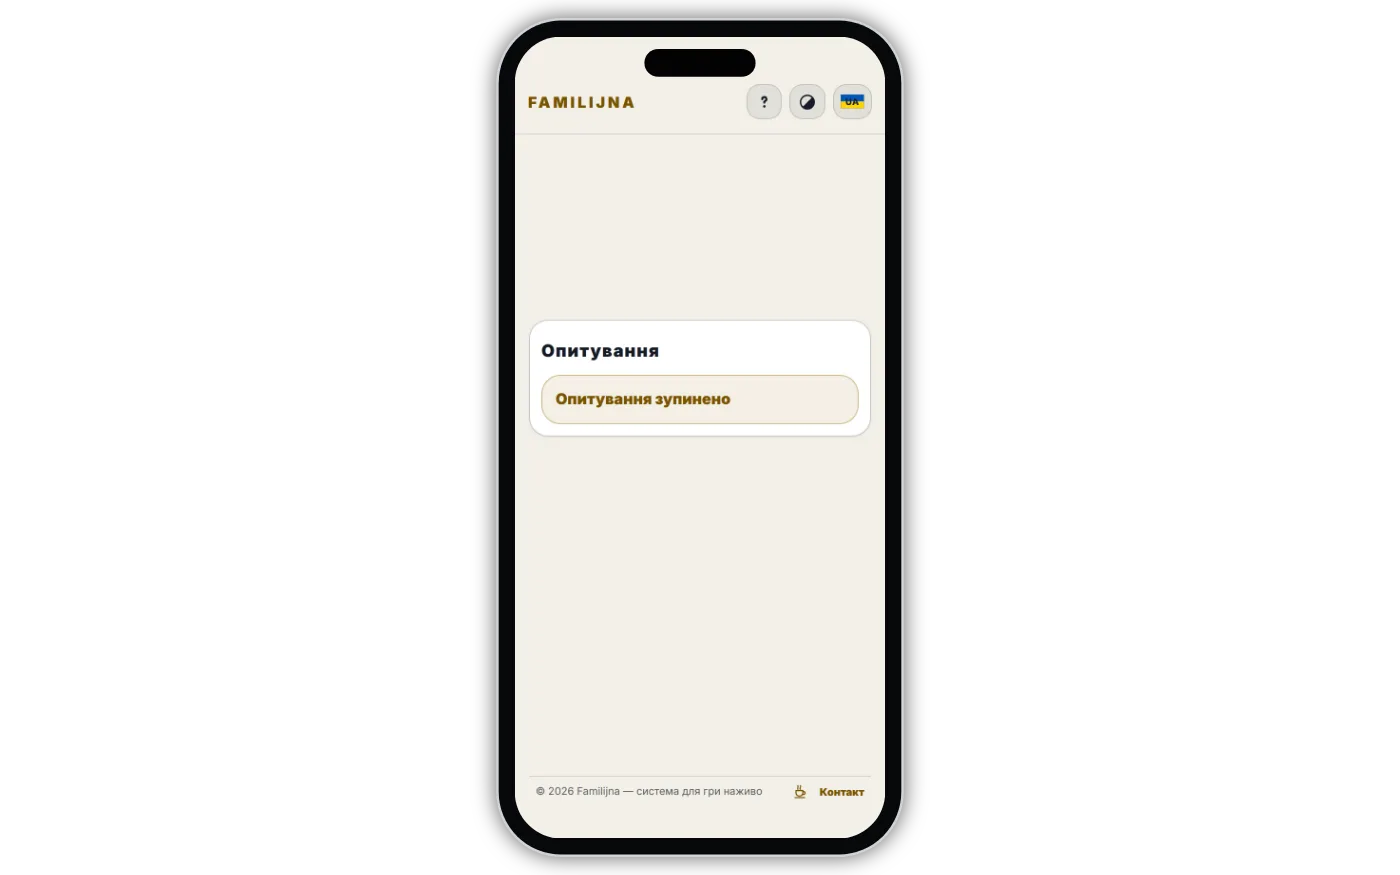 FAMILIJNA
?
UA
Опитування
Опитування зупинено
© 2026 Familijna — система для гри наживо
Контакт